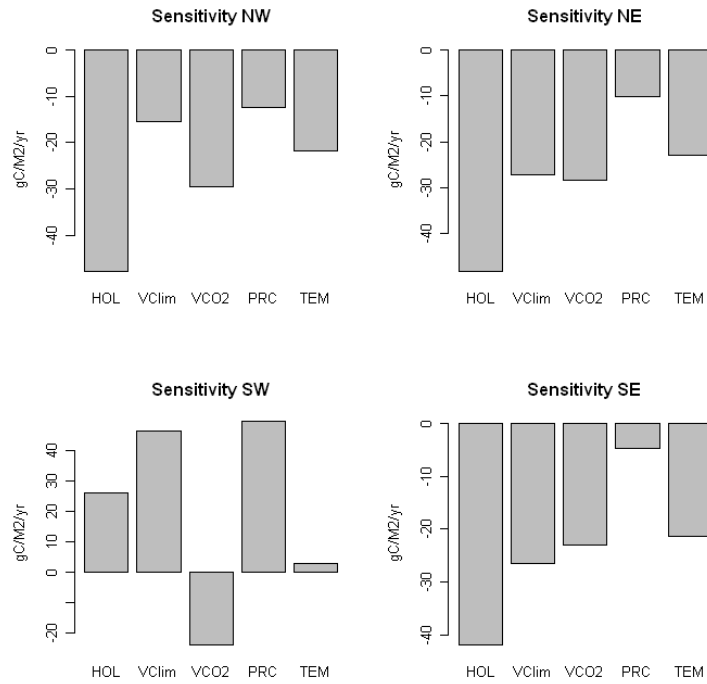 Sensitivity NW
gC/M2/yr
0
-10
-20
-30
-40
HOL VClim VCO2 PRC TEM
Sensitivity NE
gC/M2/yr
0
-10
-20
-30
-40
HOL VClim VCO2 PRC TEM
Sensitivity SW
gC/M2/yr
40
30
20
10
0
-20
HOL VClim VCO2 PRC TEM
Sensitivity SE
gC/M2/yr
0
-10
-20
-30
-40
HOL VClim VCO2 PRC TEM